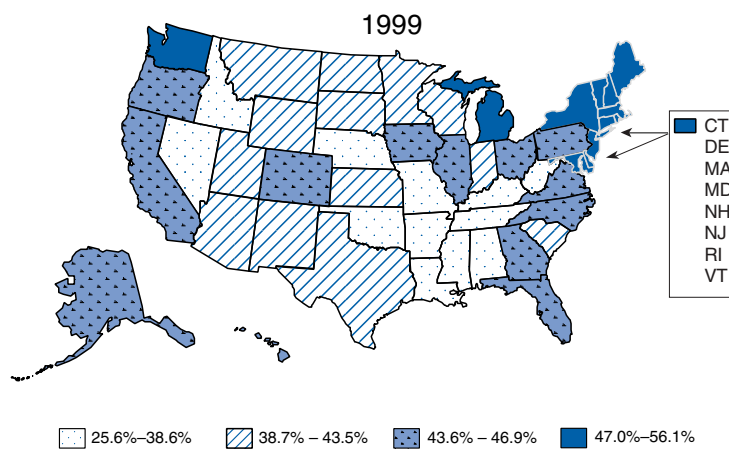 1999
CT
DE
MA
MD
NH
NJ
RI
VT
25.6%–38.6%
38.7% – 43.5%
43.6% – 46.9%
47.0%–56.1%